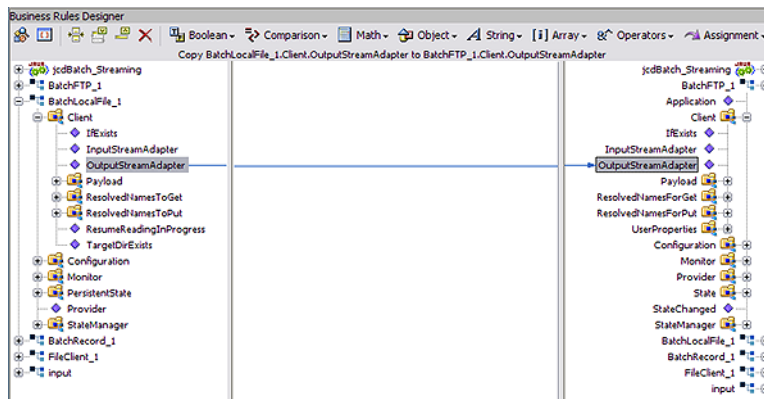 Business Rules Designer
Boolean Comparison Math Object String [i] Array Operators Assignment
Copy BatchLocalFile_1.Client.OutputStreamAdapter to BatchFTP_1.Client.OutputStreamAdapter
jcdBatch_Streaming
BatchFTP_1
BatchLocalFile_1
Client
IfExists
InputStreamAdapter
OutputStreamAdapter
Payload
ResolvedNamesToGet
ResolvedNamesToPut
ResumeReadingInProgress
TargetDirExists
Configuration
Monitor
PersistentState
Provider
StateManager
BatchRecord_1
FileClient_1
input
jcdBatch_Streaming
BatchFTP_1
Application
Client
IfExists
InputStreamAdapter
OutputStreamAdapter
Payload
ResolvedNamesForGet
ResolvedNamesForPut
UserProperties
Configuration
Monitor
Provider
State
StateChanged
StateManager
BatchLocalFile_1
BatchRecord_1
FileClient_1
input